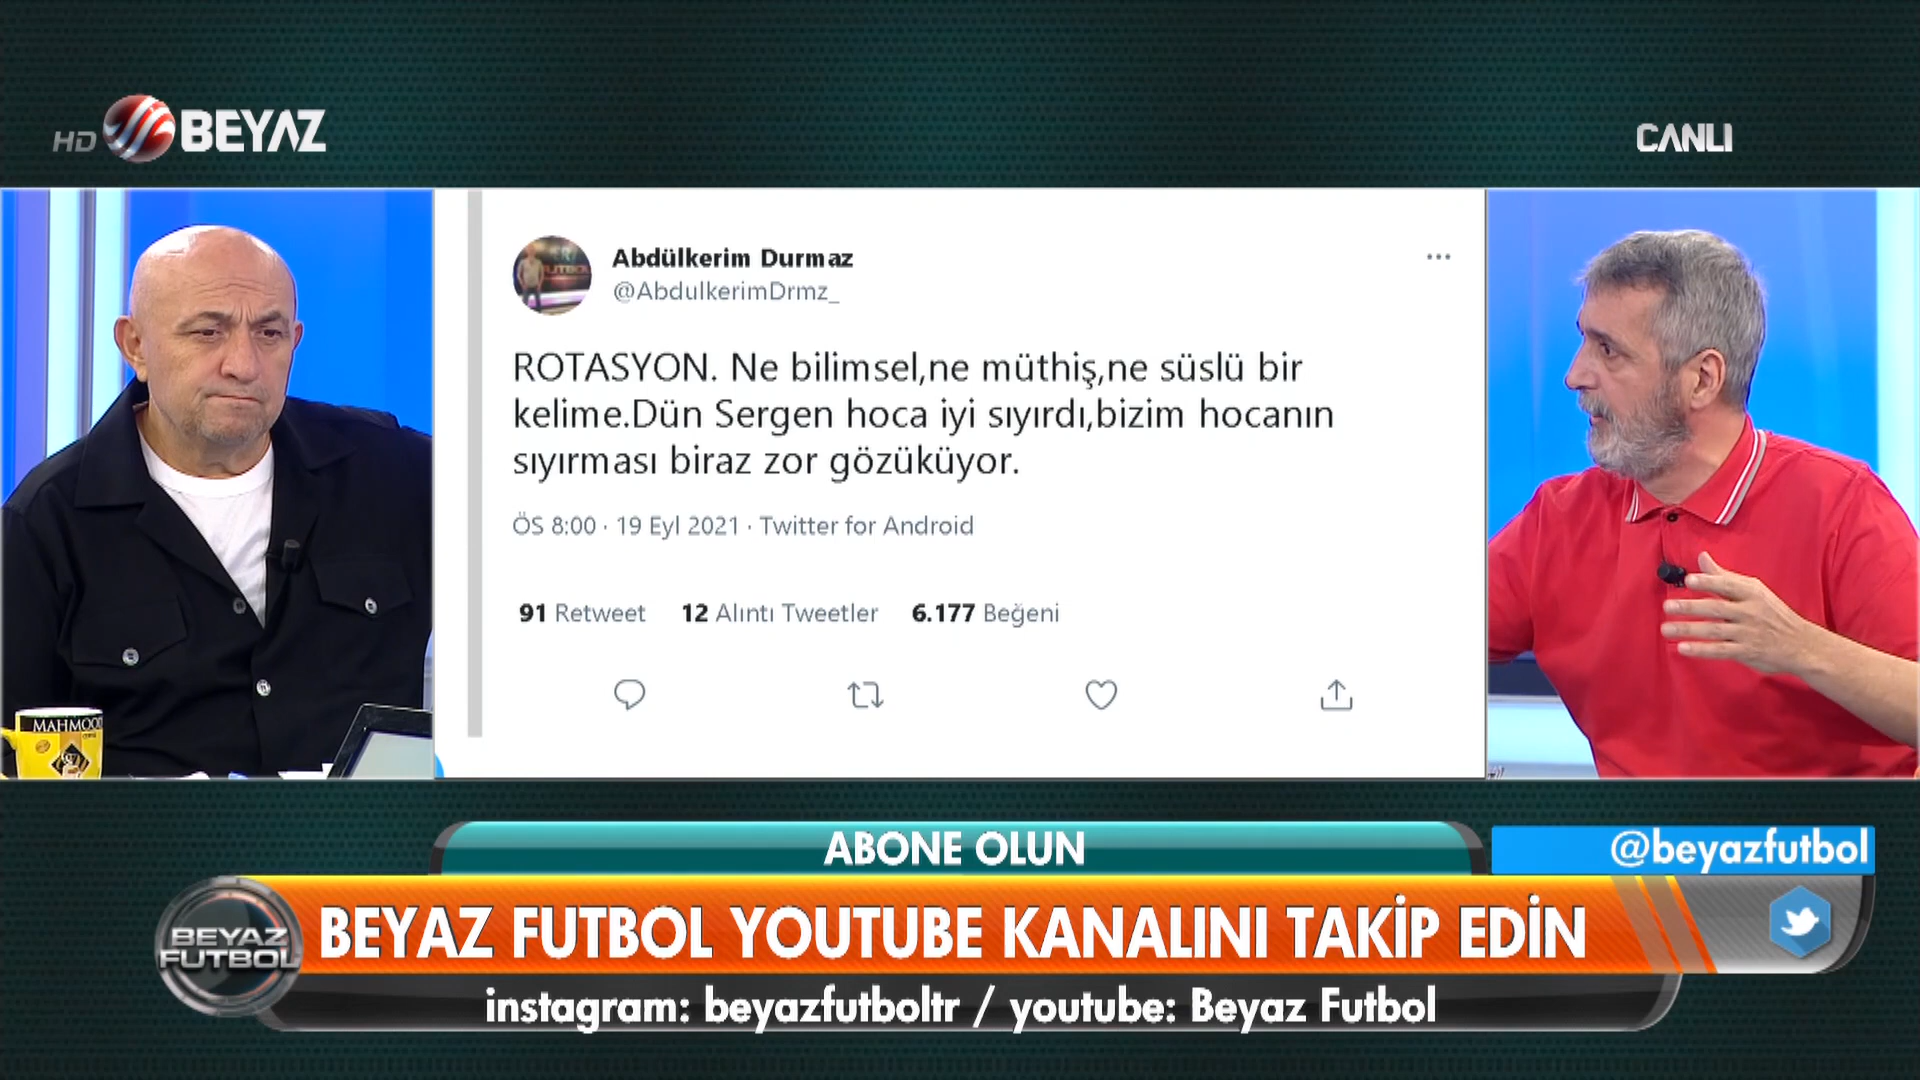 HD BEYAZ
CANLI
Abdülkerim Durmaz
@AbdulkerimDrmz_
ROTASYON. Ne bilimsel,ne müthiş,ne süslü bir
kelime.Dün Sergen hoca iyi sıyırdı,bizim hocanın
sıyırması biraz zor gözüküyor.
ÖS 8:00 · 19 Eyl 2021 · Twitter for Android
91 Retweet 12 Alıntı Tweetler 6.177 Beğeni
MAHMOOD
ABONE OLUN
@beyazfutbol
BEYAZ
FUTBOL
BEYAZ FUTBOL YOUTUBE KANALINI TAKİP EDİN
instagram: beyazfutboltr / youtube: Beyaz Futbol